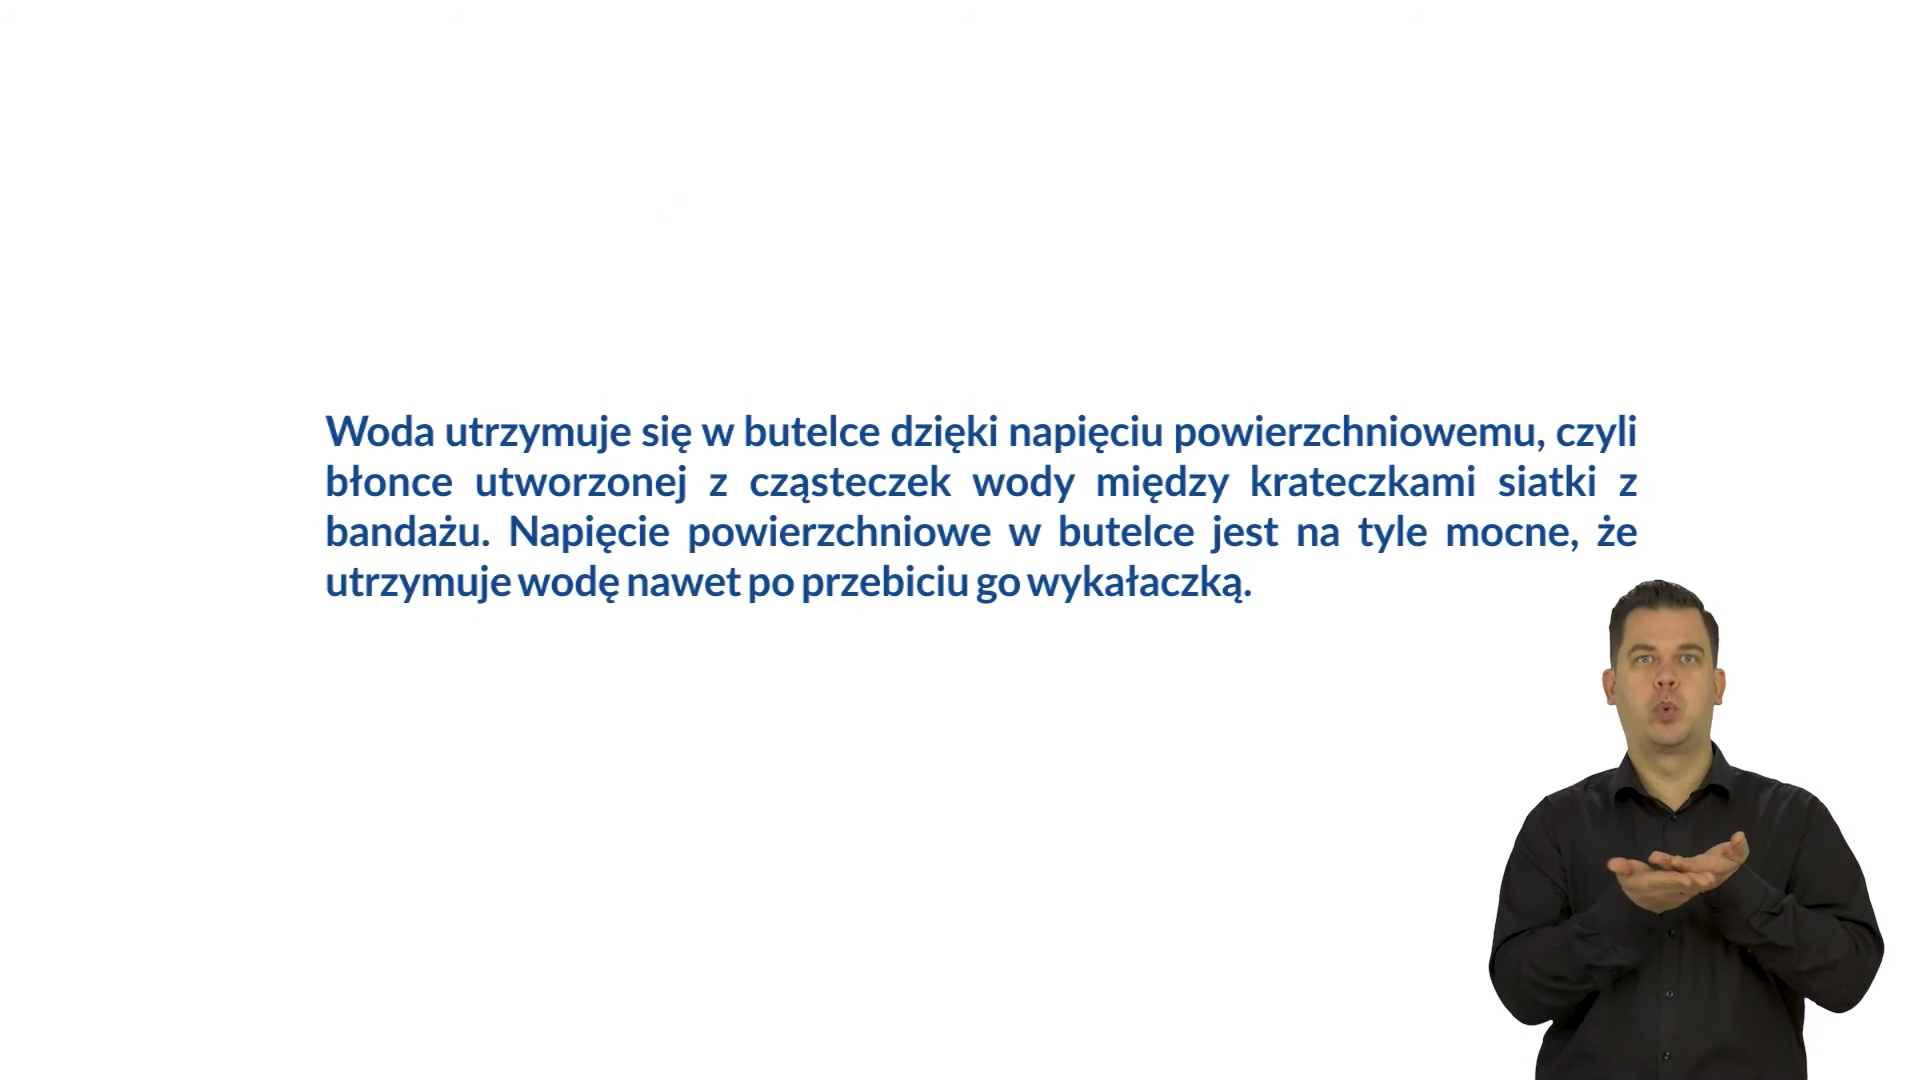 Woda utrzymuje się w butelce dzięki napięciu powierzchniowemu, czyli
błonce utworzonej z cząsteczek wody między krateczkami siatki z
bandażu. Napięcie powierzchniowe w butelce jest na tyle mocne, że
utrzymuje wodę nawet po przebiciu go wykałaczką.